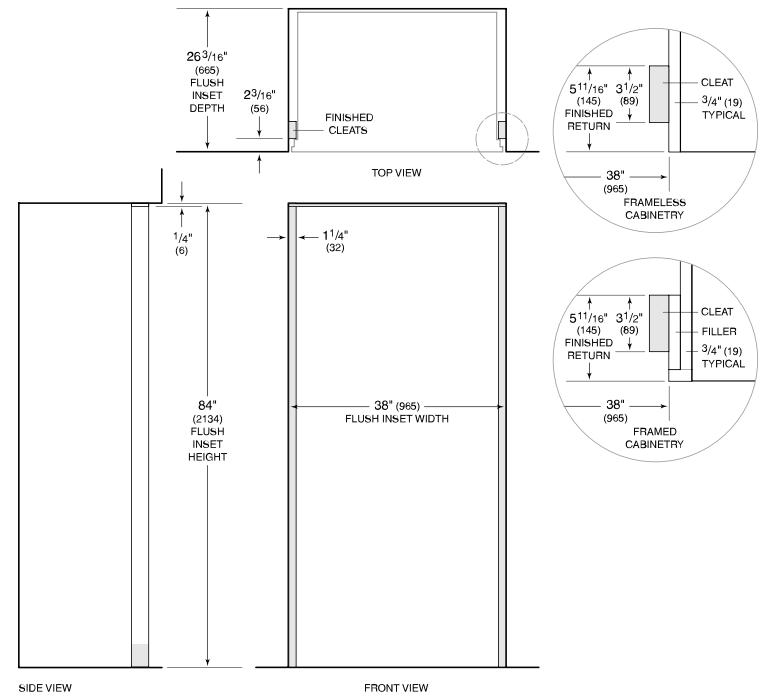 26 3/16"
(665)
FLUSH
INSET
DEPTH
2 3/16"
(56)
FINISHED
CLEATS
TOP VIEW
5 11/16"
(145)
FINISHED
RETURN
3 1/2"
(89)
CLEAT
3/4" (19)
TYPICAL
38"
(965)
FRAMELESS
CABINETRY
1/4"
(6)
1 1/4"
(32)
5 11/16"
(145)
FINISHED
RETURN
3 1/2"
(89)
CLEAT
FILLER
3/4" (19)
TYPICAL
38"
(965)
FRAMED
CABINETRY
84"
(2134)
FLUSH
INSET
HEIGHT
38" (965)
FLUSH INSET WIDTH
SIDE VIEW
FRONT VIEW